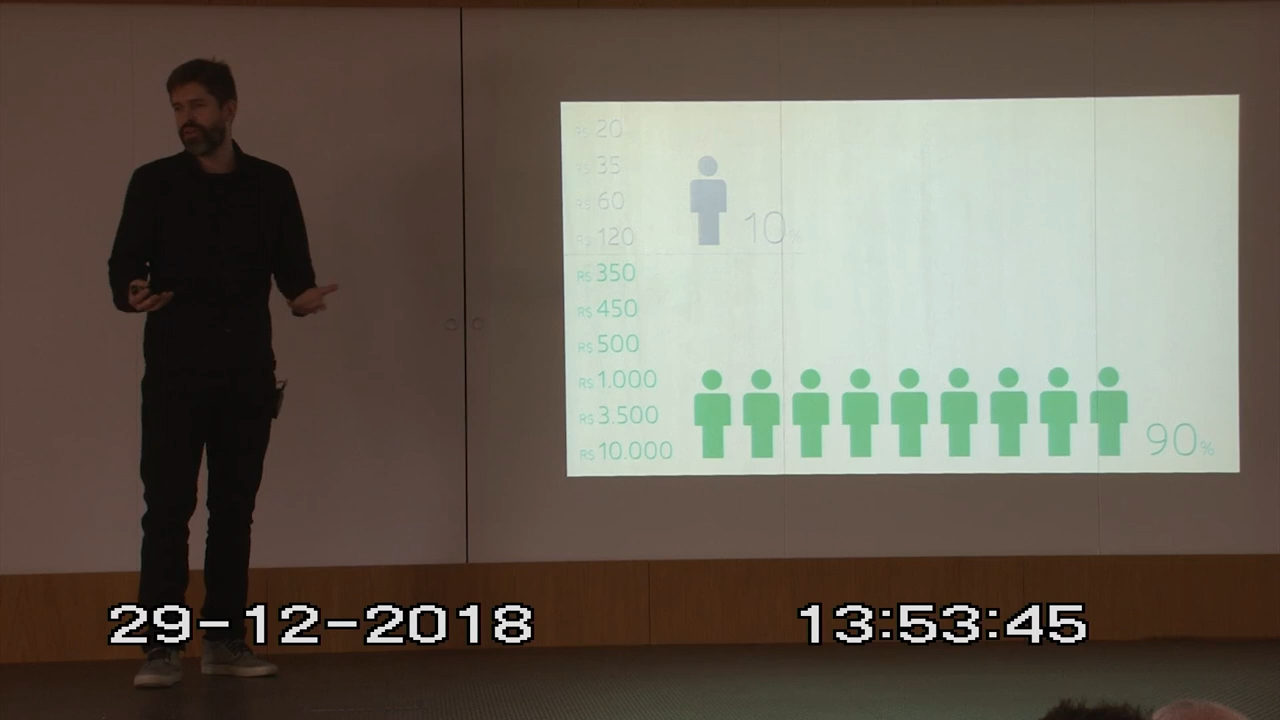 R$ 20
R$ 35
R$ 60
R$ 120
10%
R$ 350
R$ 450
R$ 500
R$ 1.000
R$ 3.500
R$ 10.000
90%
29-12-2018
13:53:45